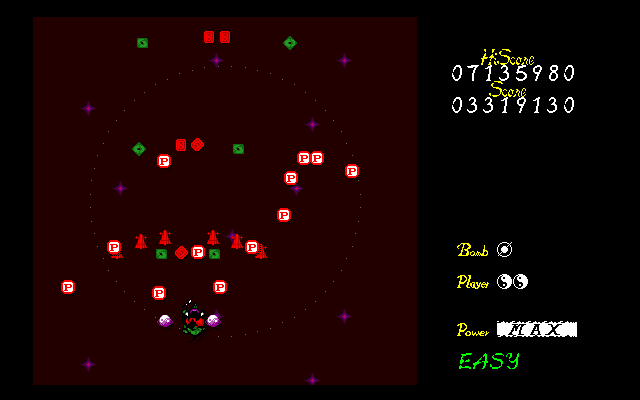 HiScore
07135980
Score
03319130
P
P P
P
P
P
P P P
P P P
Bomb
Player
Power MAX
EASY